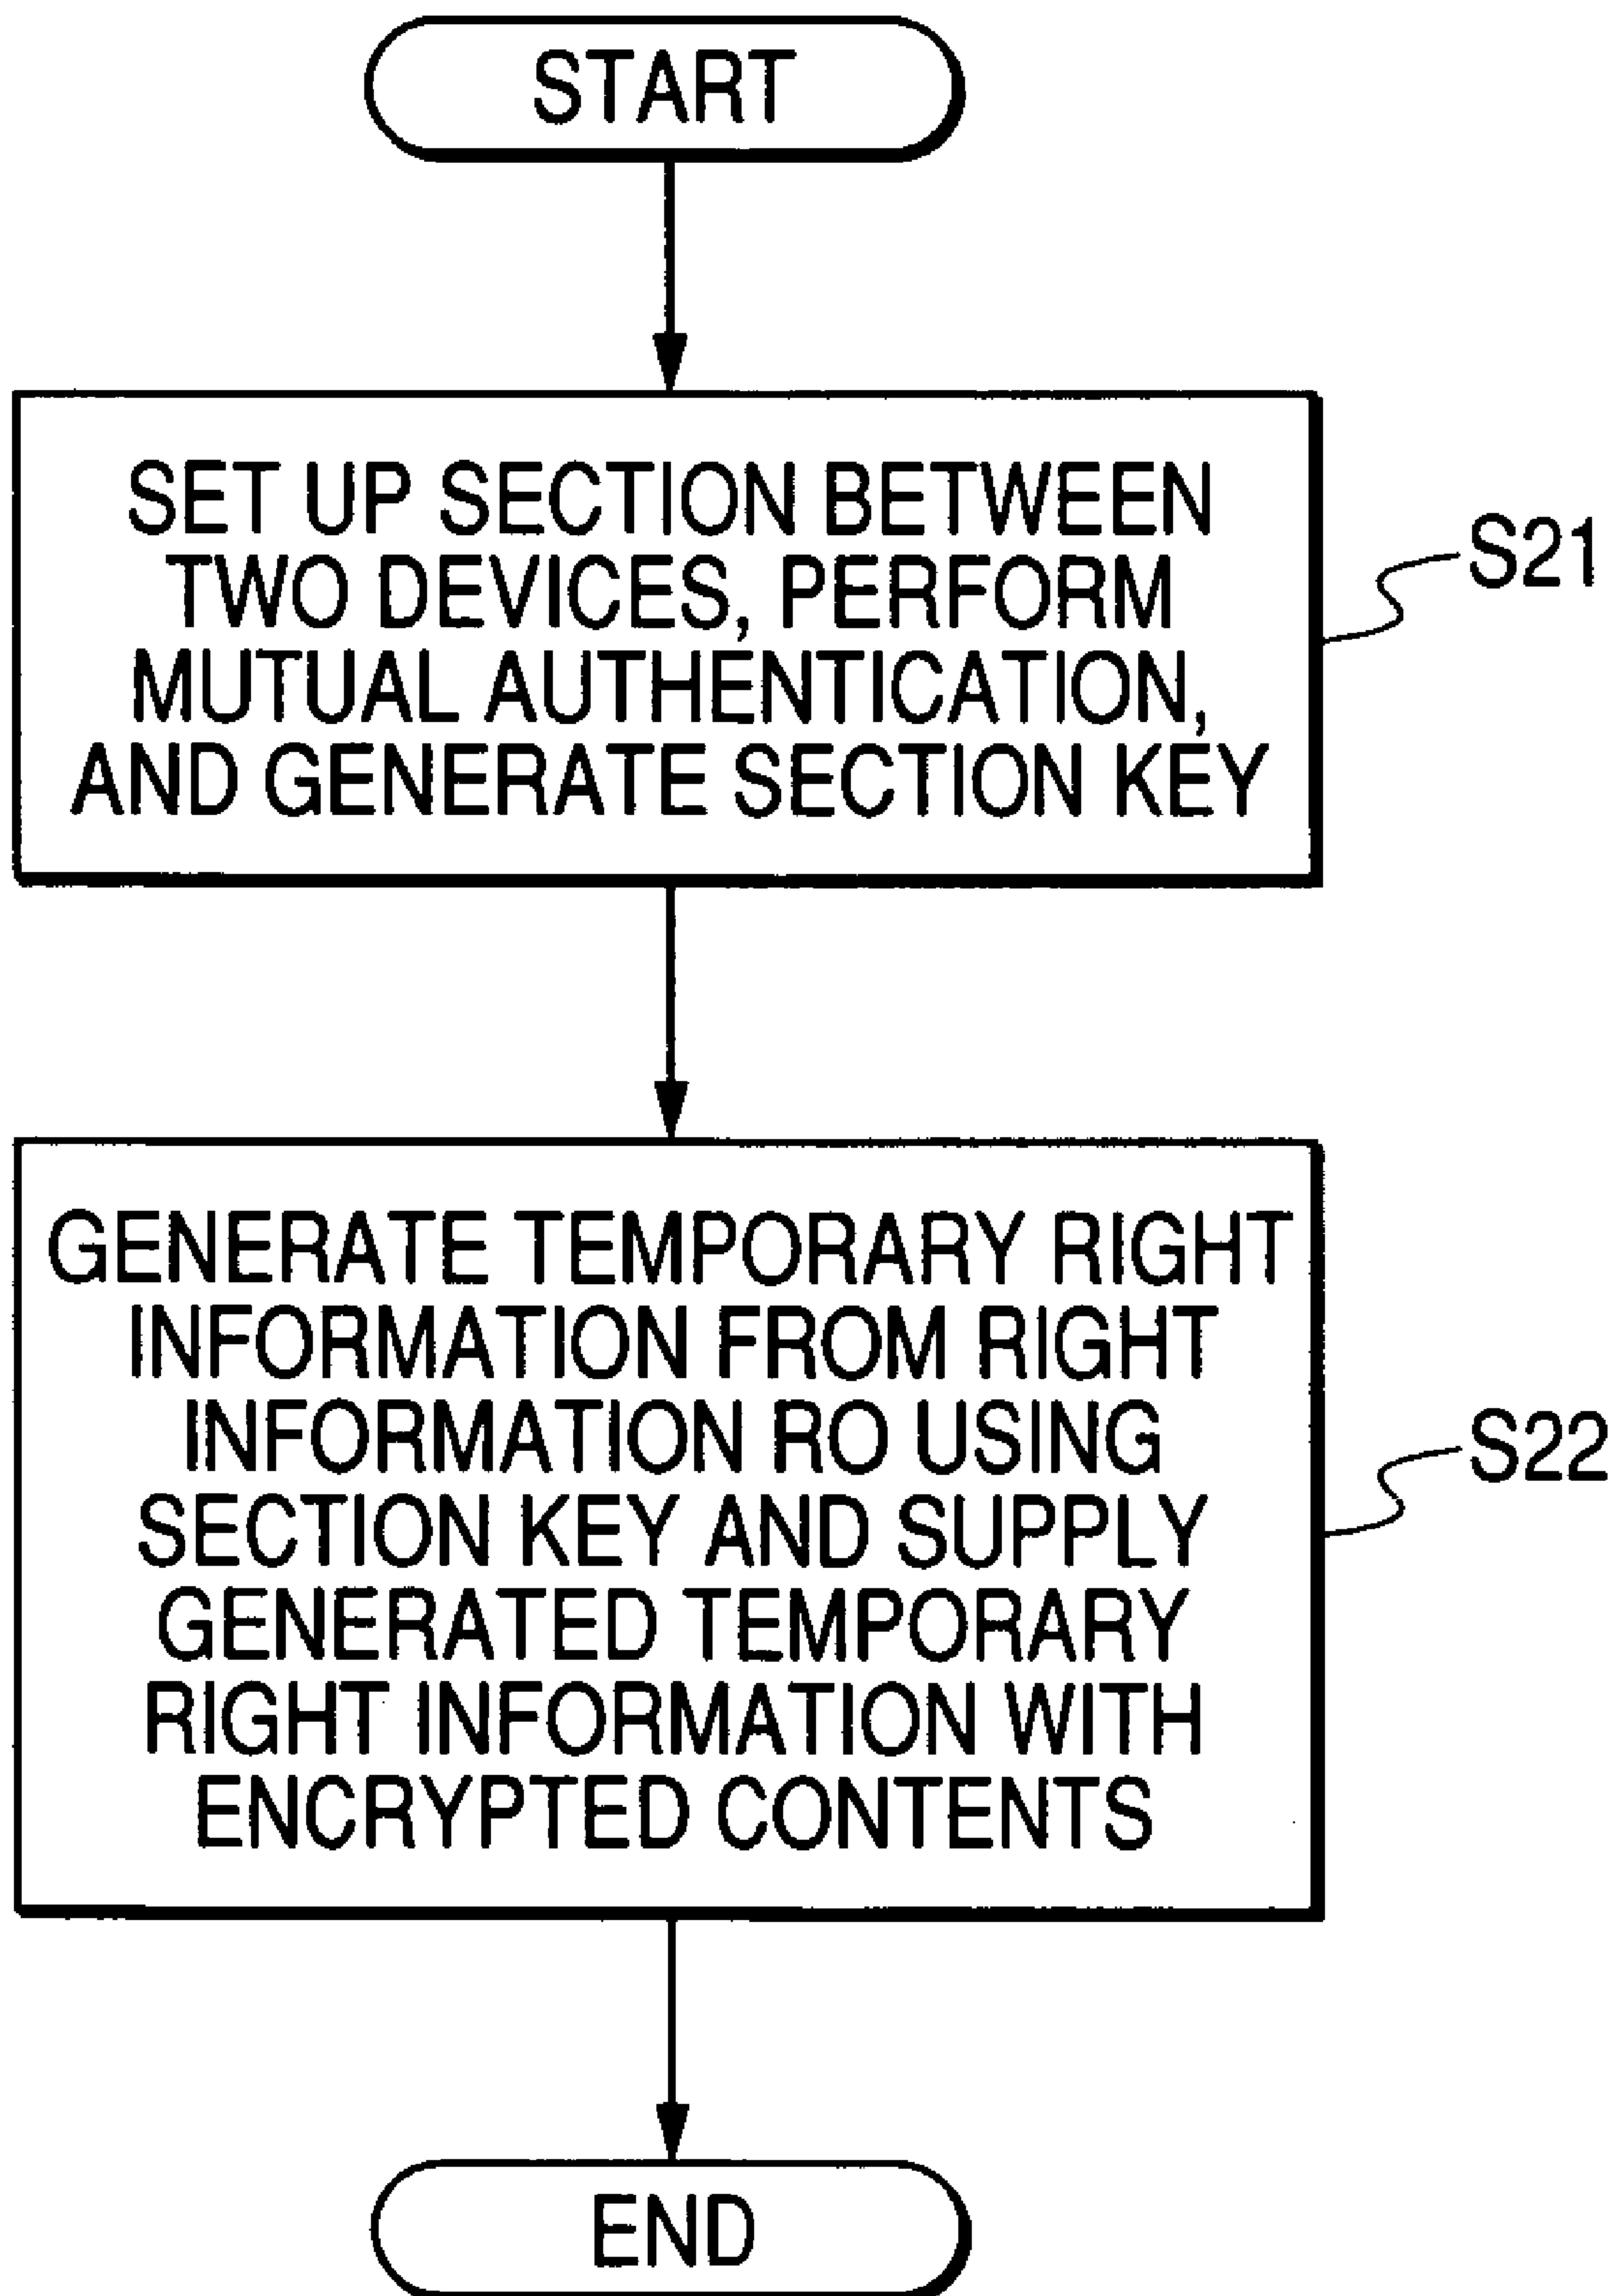 START
SET UP SECTION BETWEEN
TWO DEVICES, PERFORM
MUTUAL AUTHENTICATION,
AND GENERATE SECTION KEY
S21
GENERATE TEMPORARY RIGHT
INFORMATION FROM RIGHT
INFORMATION RO USING
SECTION KEY AND SUPPLY
GENERATED TEMPORARY
RIGHT INFORMATION WITH
ENCRYPTED CONTENTS
S22
END